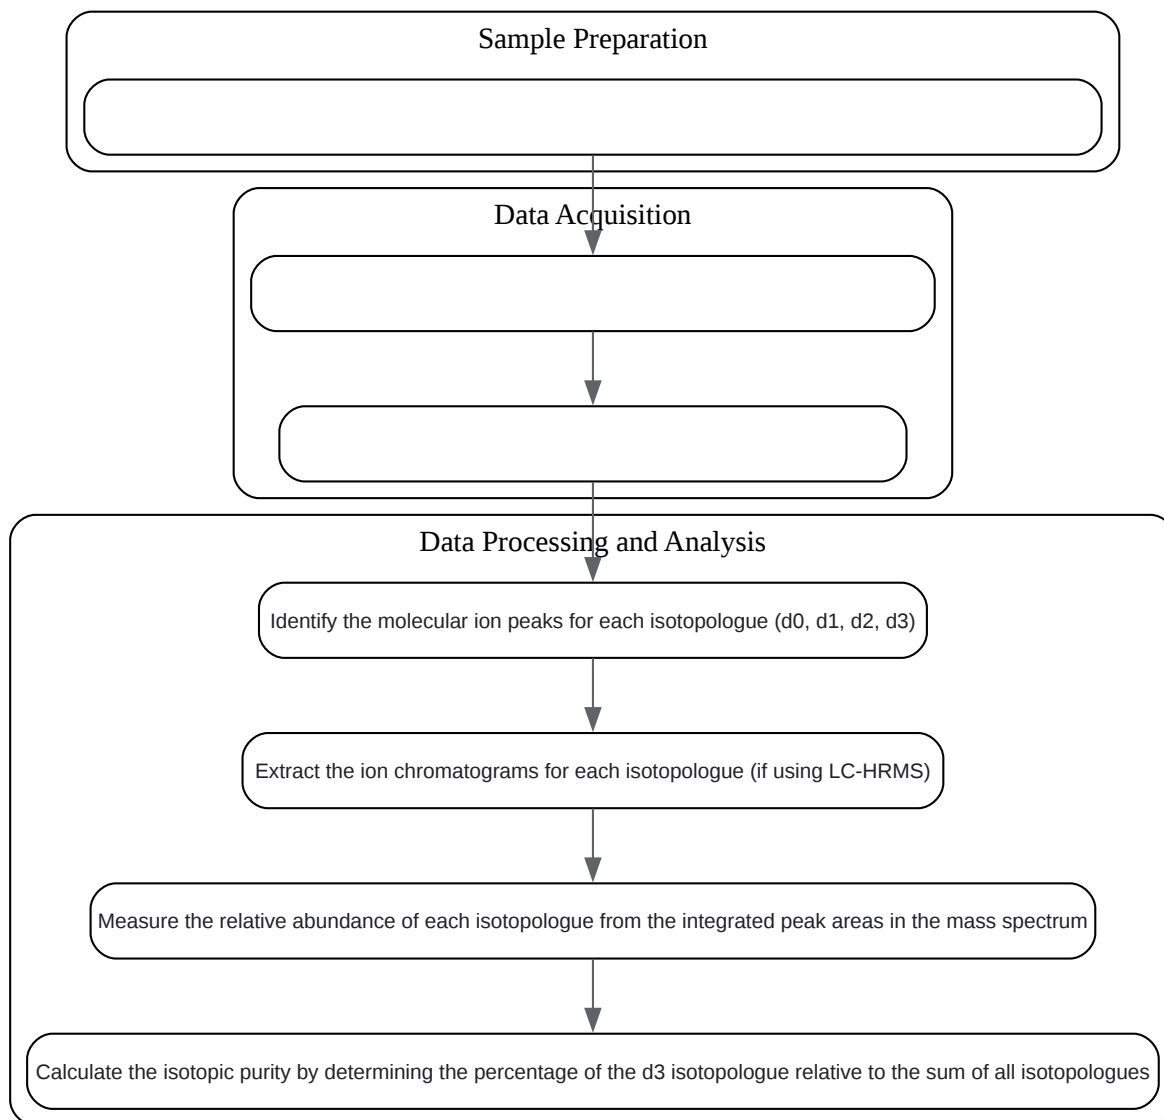 Sample Preparation
Data Acquisition
Data Processing and Analysis
Identify the molecular ion peaks for each isotopologue (d0, d1, d2, d3)
Extract the ion chromatograms for each isotopologue (if using LC-HRMS)
Measure the relative abundance of each isotopologue from the integrated peak areas in the mass spectrum
Calculate the isotopic purity by determining the percentage of the d3 isotopologue relative to the sum of all isotopologues